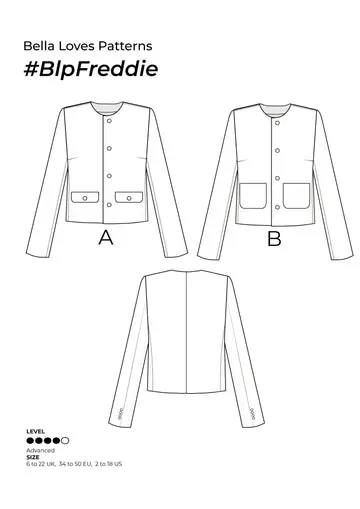 Bella Loves Patterns
#BlpFreddie
A
B
LEVEL
Advanced
SIZE
6 to 22 UK, 34 to 50 EU, 2 to 18 US